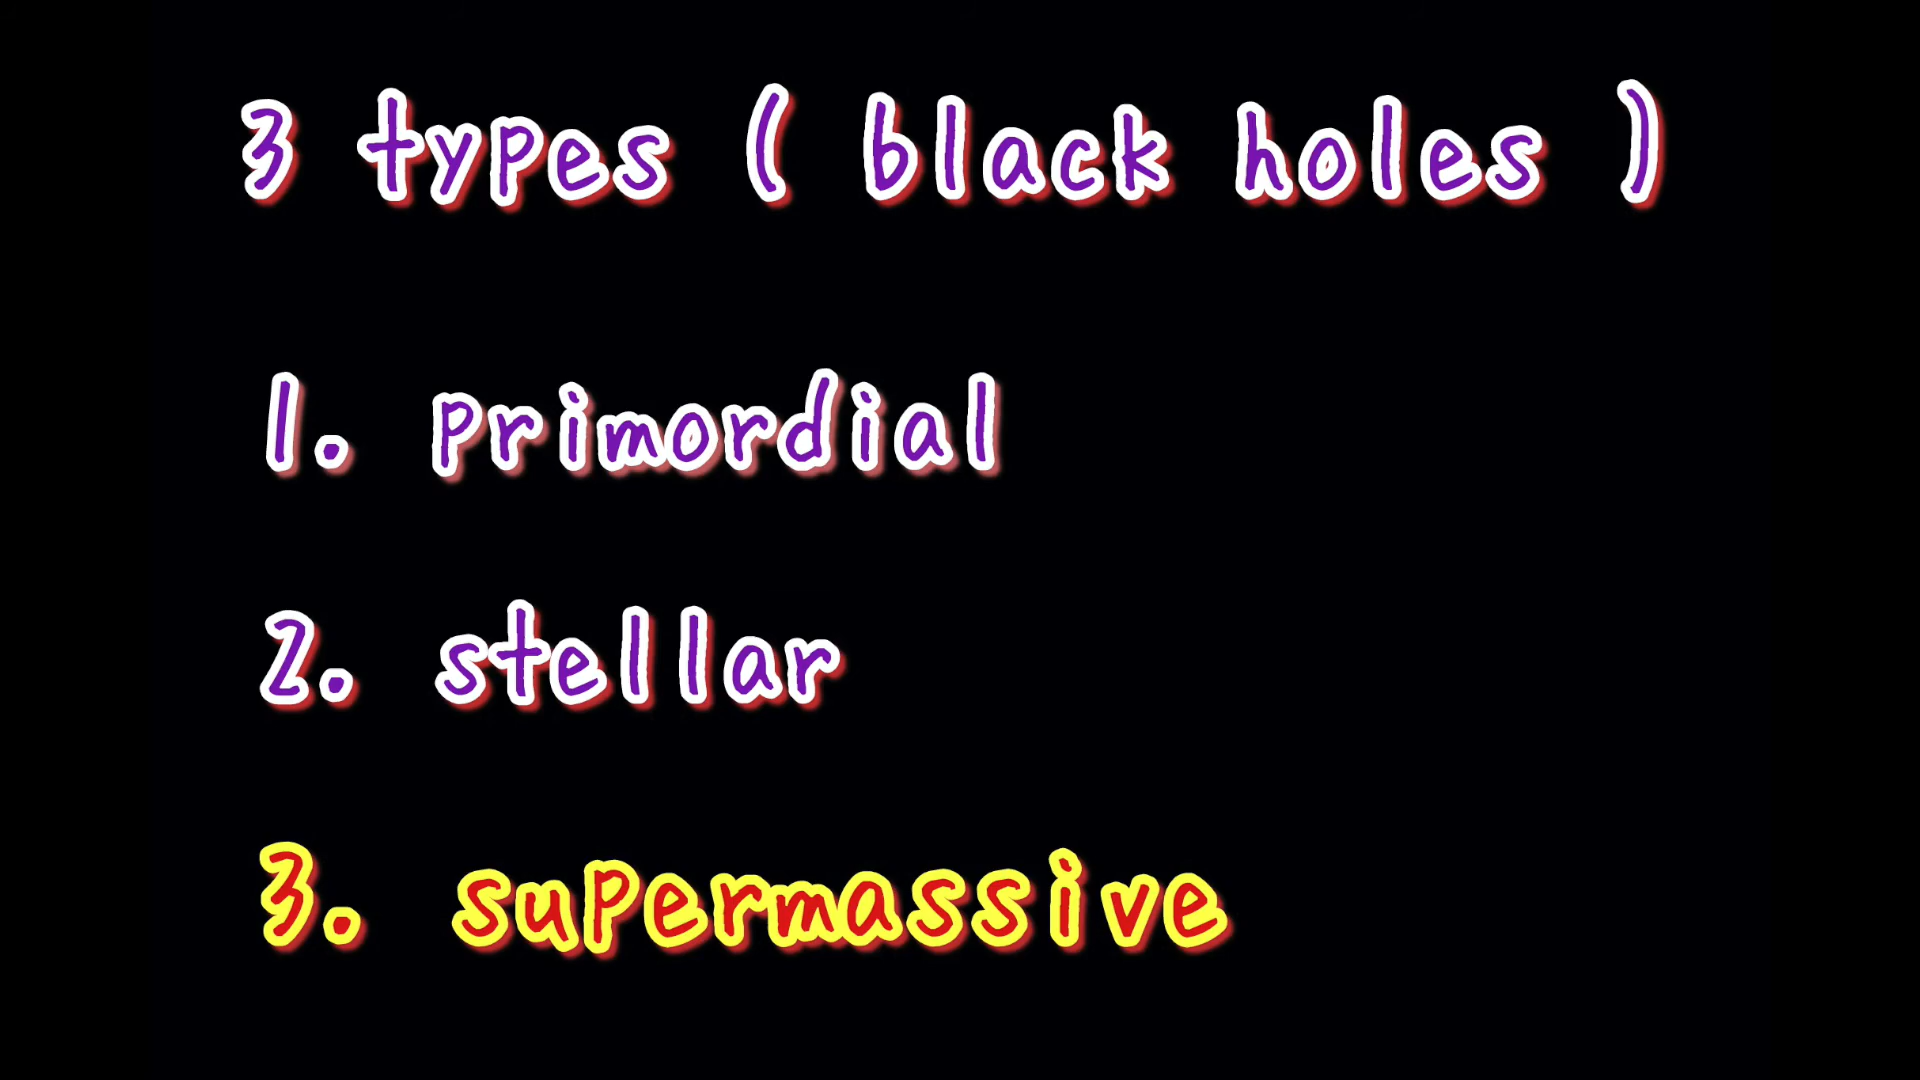 3 types ( black holes )
1. primordial
2. stellar
3. supermassive